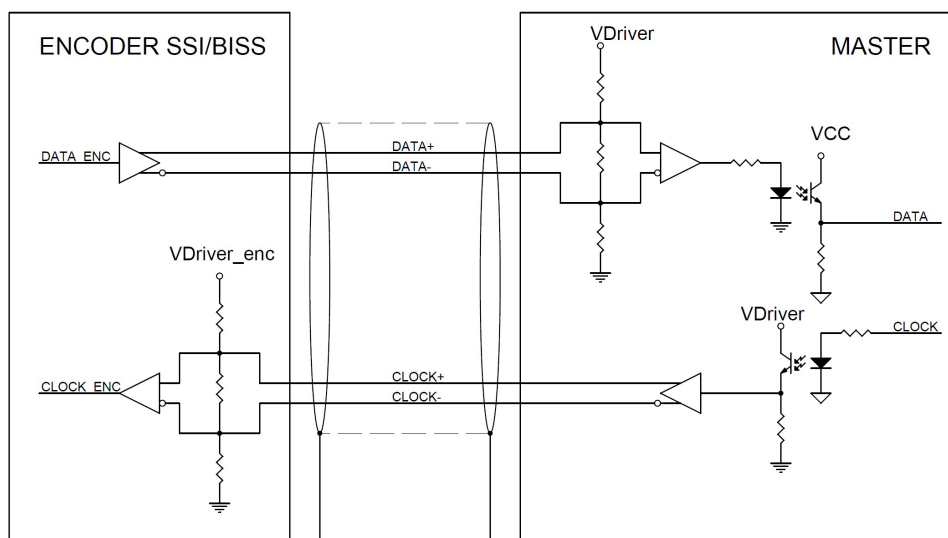 ENCODER SSI/BISS
VDriver
MASTER
VCC
DATA_ENC
DATA+
DATA-
DATA
VDriver_enc
VDriver
CLOCK
CLOCK_ENC
CLOCK+
CLOCK-